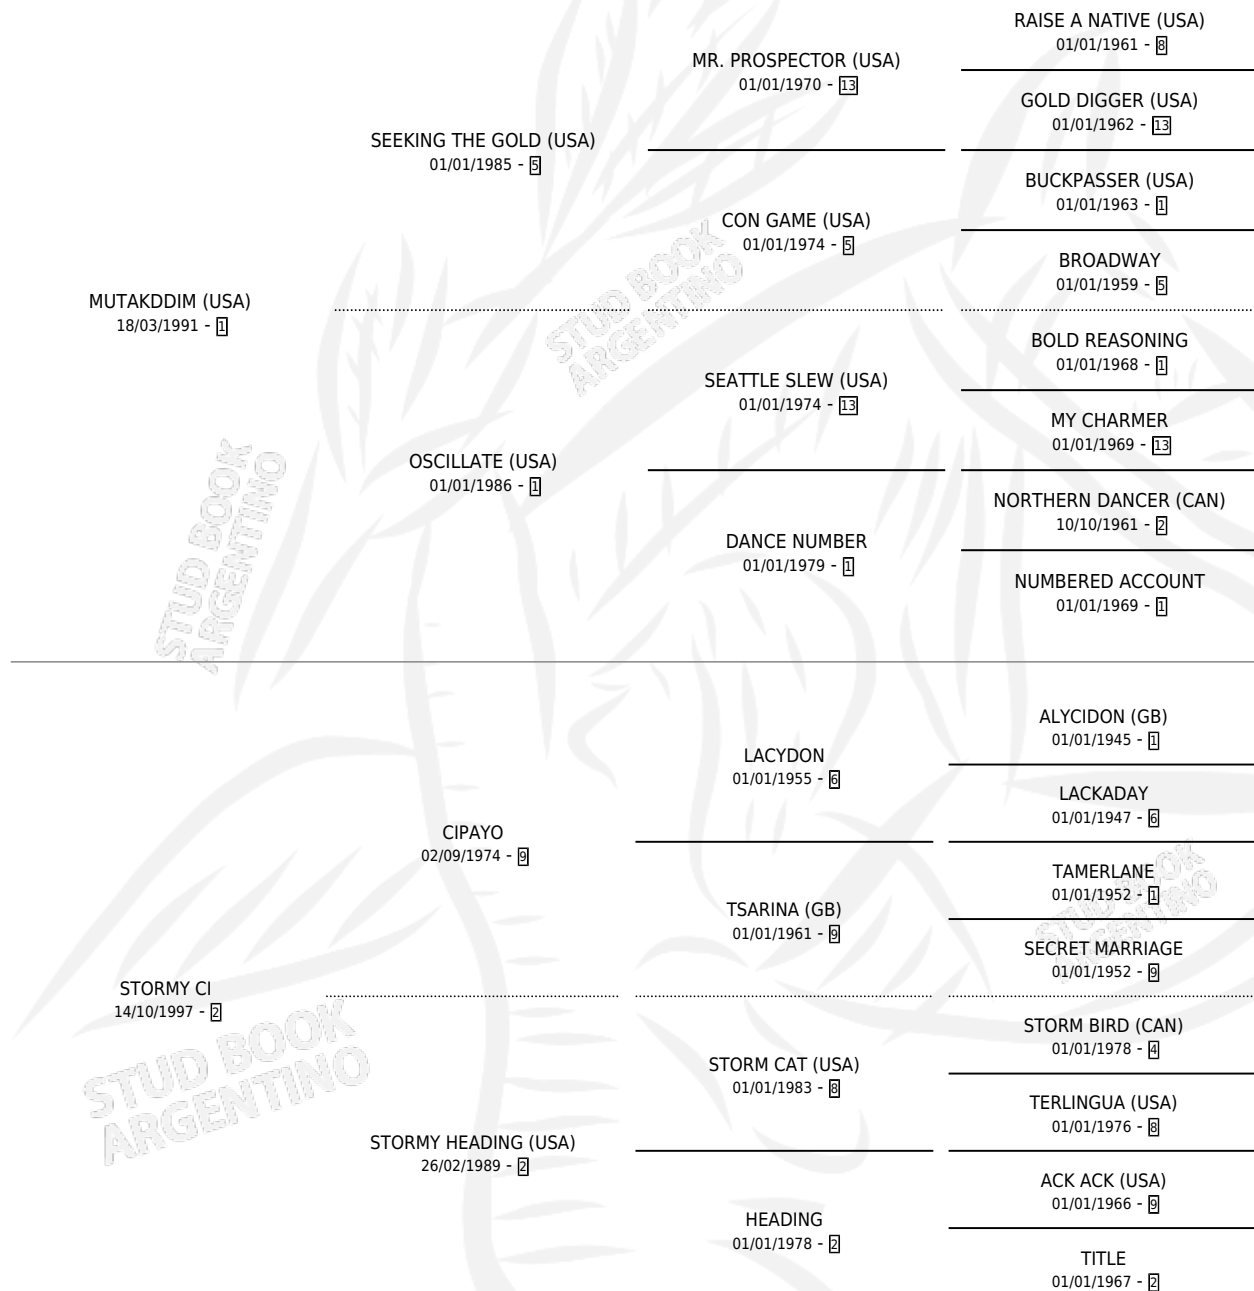 RAISE A NATIVE (USA)
01/01/1961 - 8
MR. PROSPECTOR (USA)
01/01/1970 - 13
GOLD DIGGER (USA)
01/01/1962 - 13
SEEKING THE GOLD (USA)
01/01/1985 - 5
BUCKPASSER (USA)
01/01/1963 - 1
CON GAME (USA)
01/01/1974 - 5
BROADWAY
01/01/1959 - 5
MUTAKDDIM (USA)
18/03/1991 - 1
BOLD REASONING
01/01/1968 - 1
SEATTLE SLEW (USA)
01/01/1974 - 13
MY CHARMER
01/01/1969 - 13
OSCILLATE (USA)
01/01/1986 - 1
NORTHERN DANCER (CAN)
10/10/1961 - 2
DANCE NUMBER
01/01/1979 - 1
NUMBERED ACCOUNT
01/01/1969 - 1
ALYCIDON (GB)
01/01/1945 - 1
LACYDON
01/01/1955 - 6
LACKADAY
01/01/1947 - 6
CIPAYO
02/09/1974 - 9
TAMERLANE
01/01/1952 - 1
TSARINA (GB)
01/01/1961 - 9
SECRET MARRIAGE
01/01/1952 - 9
STORMY CI
14/10/1997 - 2
STORM BIRD (CAN)
01/01/1978 - 4
STORM CAT (USA)
01/01/1983 - 8
TERLINGUA (USA)
01/01/1976 - 8
STORMY HEADING (USA)
26/02/1989 - 2
ACK ACK (USA)
01/01/1966 - 9
HEADING
01/01/1978 - 2
TITLE
01/01/1967 - 2
STUD BOOK
ARGENTINO
STUD BOOK
ARGENTINO
STUD BOOK
ARGENTINO
STUD BOOK
ARGENTINO